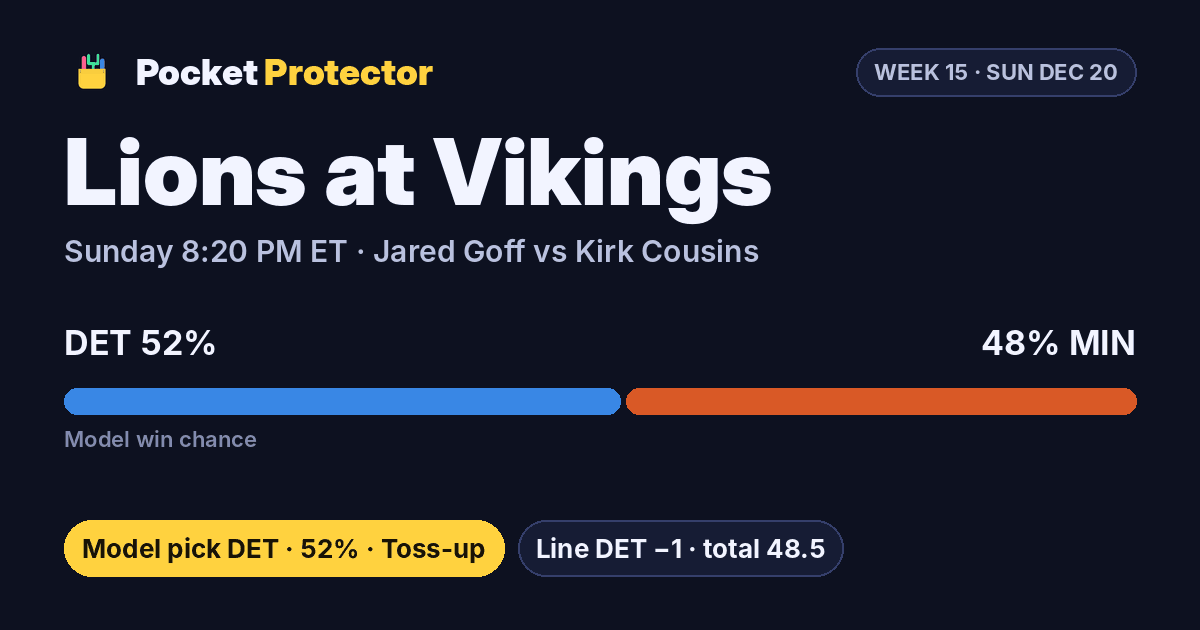 Pocket Protector
WEEK 15 · SUN DEC 20
Lions at Vikings
Sunday 8:20 PM ET · Jared Goff vs Kirk Cousins
DET 52%
48% MIN
Model win chance
Model pick DET · 52% · Toss-up
Line DET −1 · total 48.5